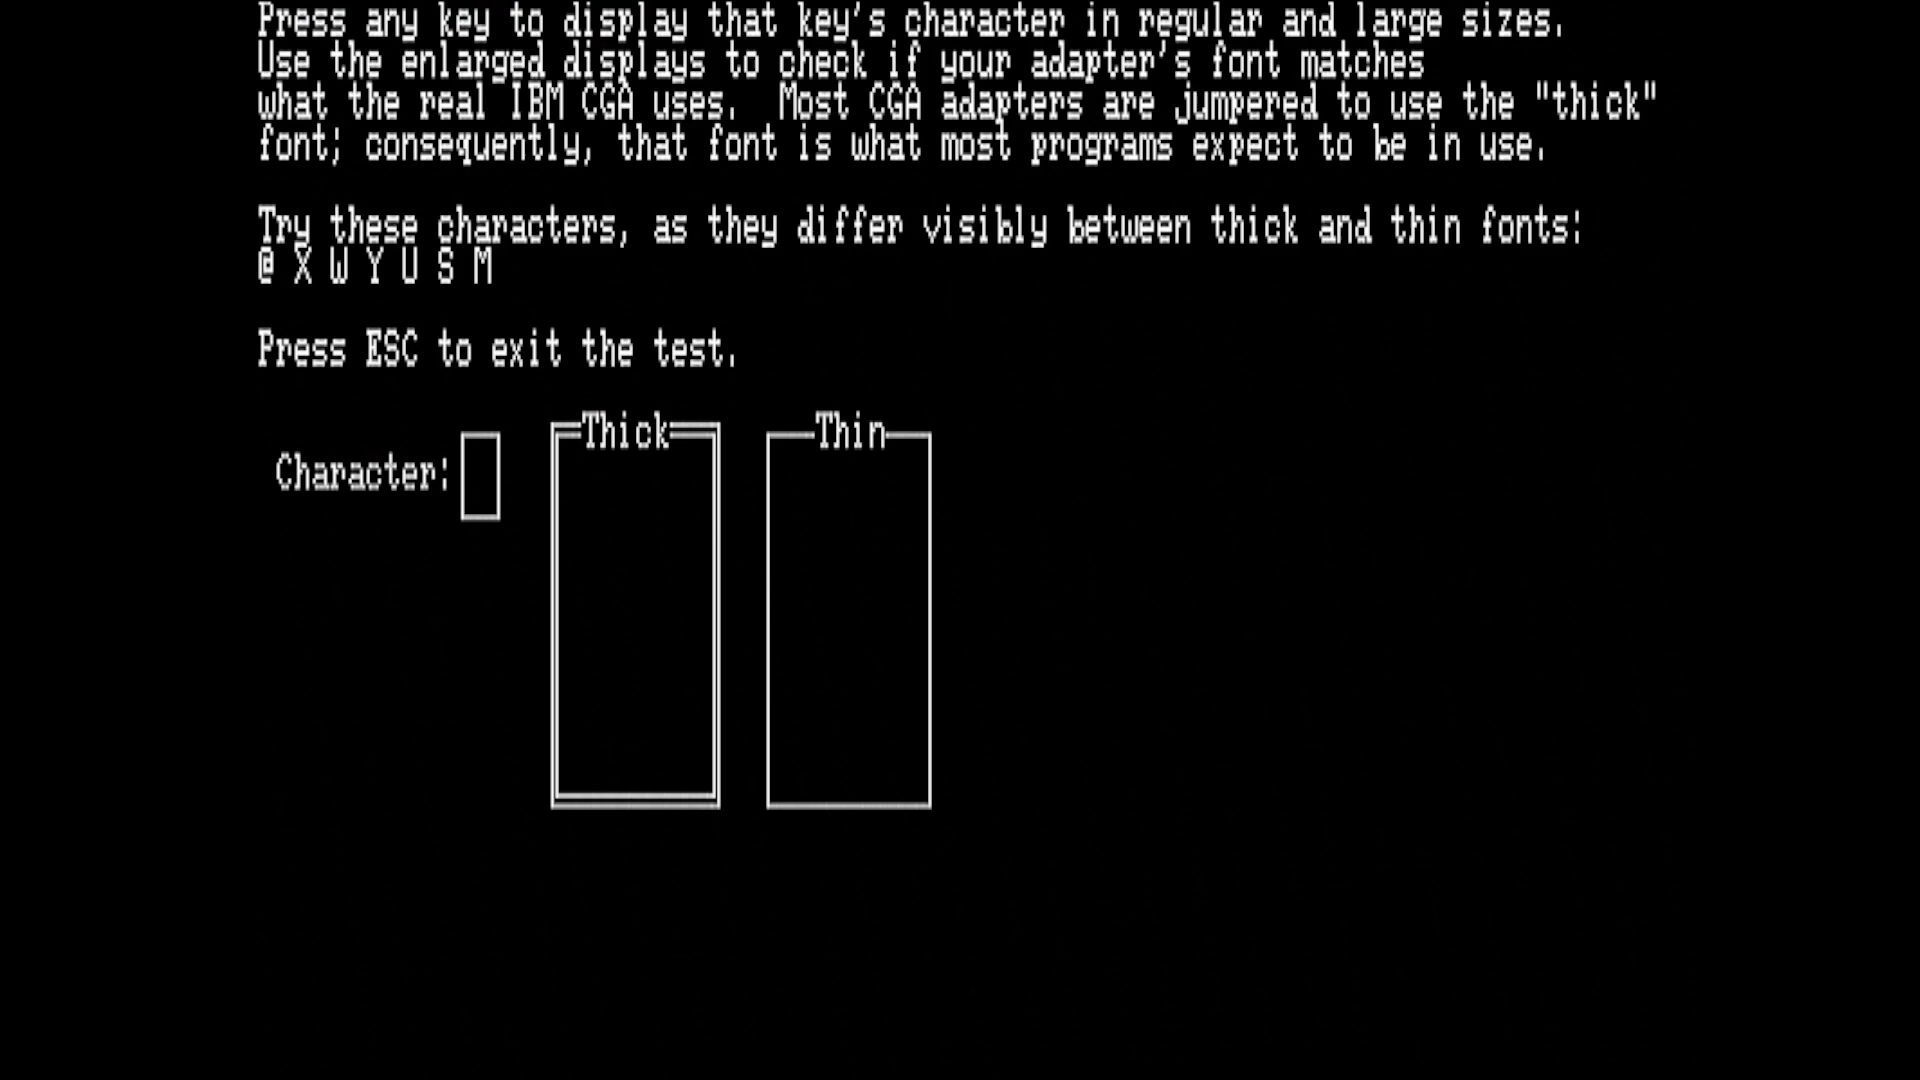 Press any key to display that key's character in regular and large sizes.
Use the enlarged displays to check if your adapter's font matches
what the real IBM CGA uses.  Most CGA adapters are jumpered to use the "thick"
font; consequently, that font is what most programs expect to be in use.
Try these characters, as they differ visibly between thick and thin fonts:
@ X W Y U S M
Press ESC to exit the test.
Thick Thin
Character: